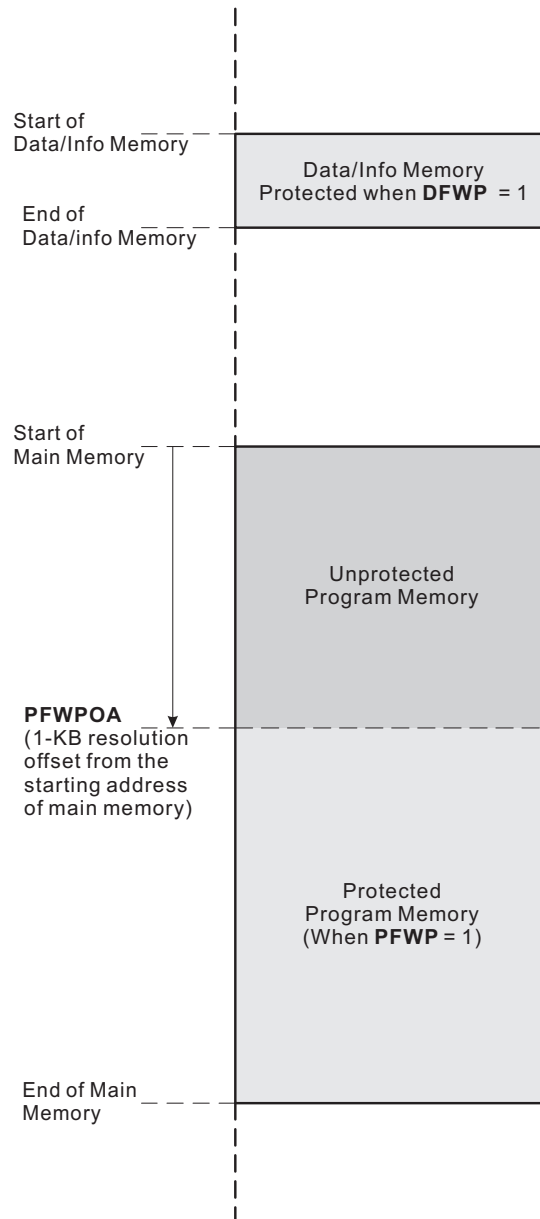 Start of
Data/Info Memory
Data/Info Memory
Protected when DFWP = 1
End of
Data/info Memory
Start of
Main Memory
Unprotected
Program Memory
PFWPOA
(1-KB resolution
offset from the
starting address
of main memory)
Protected
Program Memory
(When PFWP = 1)
End of Main
Memory